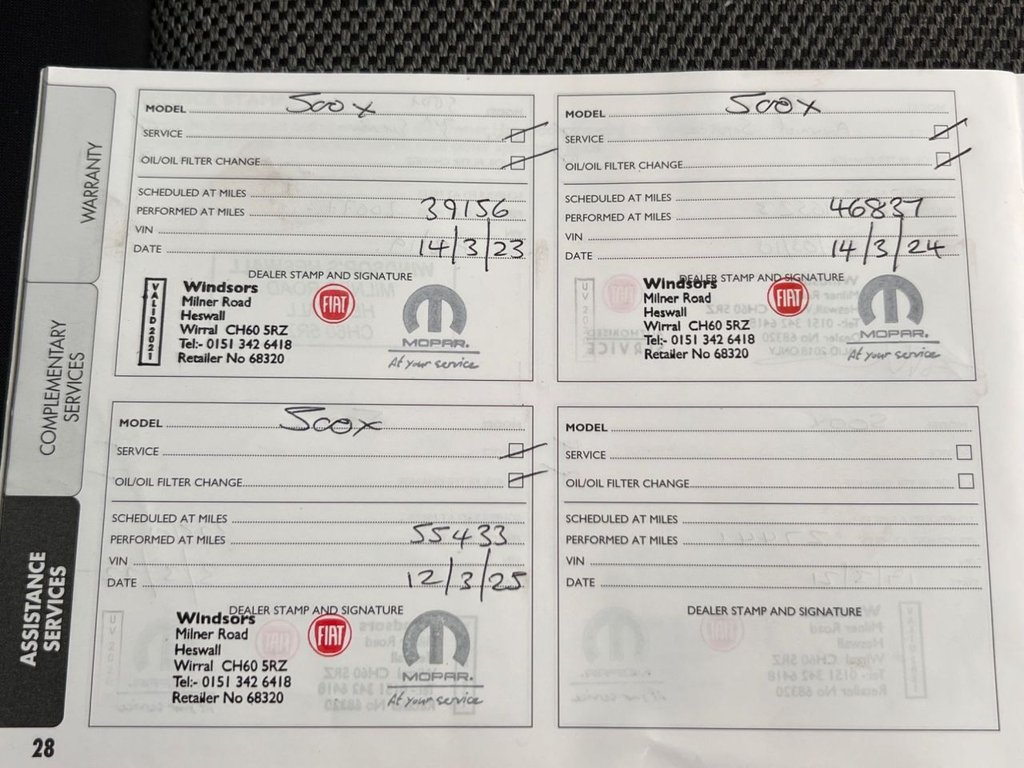 WARRANTY
COMPLEMENTARY
SERVICES
ASSISTANCE
SERVICES
MODEL 500X
SERVICE
OIL/OIL FILTER CHANGE
SCHEDULED AT MILES
PERFORMED AT MILES 39156
VIN
DATE 14/3/23
DEALER STAMP AND SIGNATURE
VALID 2021
Windsors
Milner Road
Heswall
Wirral CH60 5RZ
Tel:- 0151 342 6418
Retailer No 68320
FIAT
MOPAR.
At your service
MODEL 500X
SERVICE
OIL/OIL FILTER CHANGE
SCHEDULED AT MILES
PERFORMED AT MILES 46837
VIN
DATE 14/3/24
DEALER STAMP AND SIGNATURE
Windsors
Milner Road
Heswall
Wirral CH60 5RZ
Tel:- 0151 342 6418
Retailer No 68320
FIAT
MOPAR.
At your service
MODEL 500X
SERVICE
OIL/OIL FILTER CHANGE
SCHEDULED AT MILES
PERFORMED AT MILES 55433
VIN
DATE 12/3/25
DEALER STAMP AND SIGNATURE
Windsors
Milner Road
Heswall
Wirral CH60 5RZ
Tel:- 0151 342 6418
Retailer No 68320
FIAT
MOPAR.
At your service
MODEL
SERVICE
OIL/OIL FILTER CHANGE
SCHEDULED AT MILES
PERFORMED AT MILES
VIN
DATE
DEALER STAMP AND SIGNATURE
28